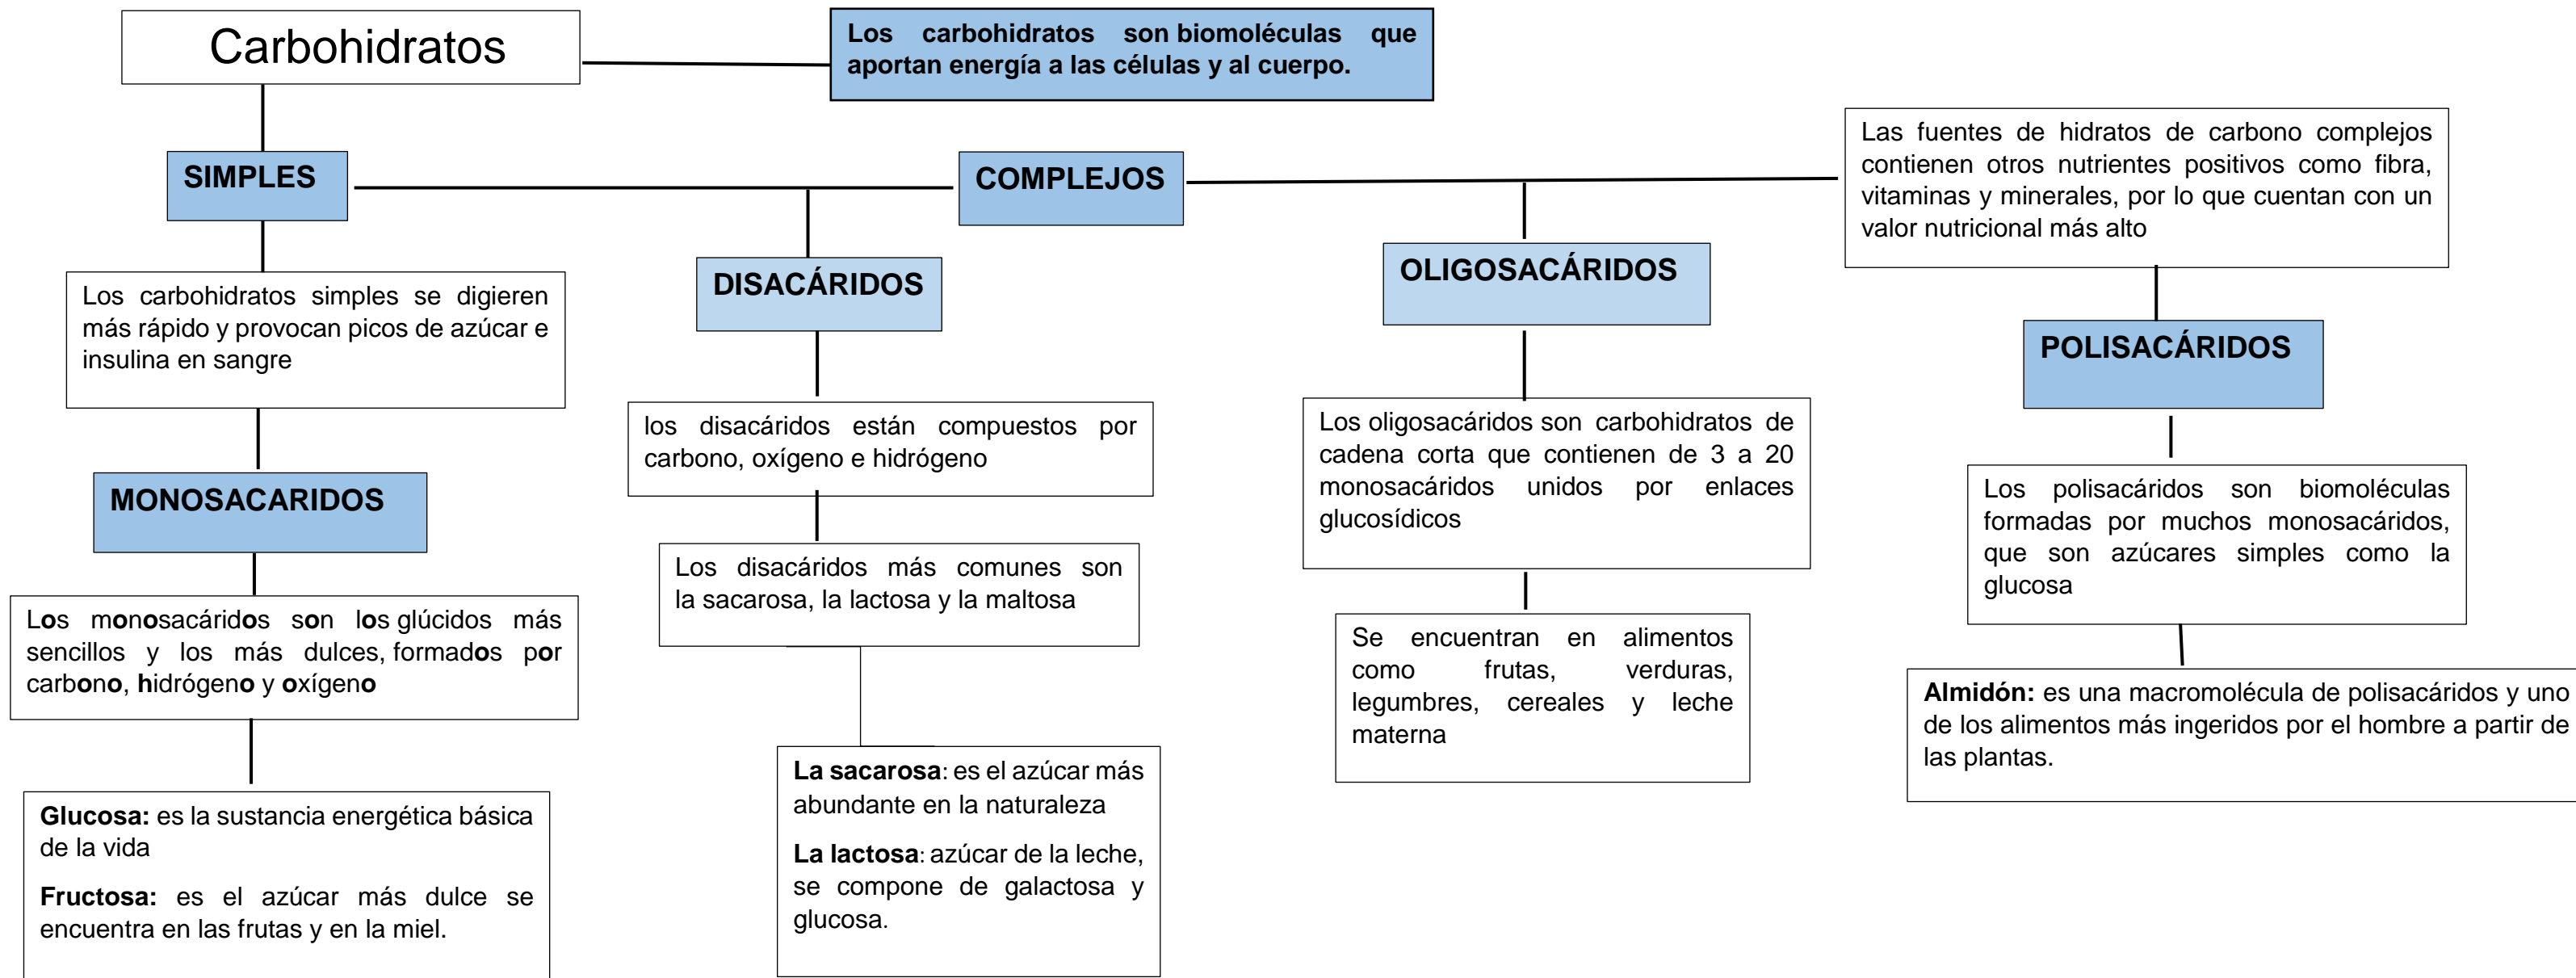 Carbohidratos
Los carbohidratos son biomoléculas que
aportan energía a las células y al cuerpo.
SIMPLES
COMPLEJOS
Las fuentes de hidratos de carbono complejos
contienen otros nutrientes positivos como fibra,
vitaminas y minerales, por lo que cuentan con un
valor nutricional más alto
Los carbohidratos simples se digieren
más rápido y provocan picos de azúcar e
insulina en sangre
DISACÁRIDOS
OLIGOSACÁRIDOS
POLISACÁRIDOS
MONOSACARIDOS
los disacáridos están compuestos por
carbono, oxígeno e hidrógeno
Los oligosacáridos son carbohidratos de
cadena corta que contienen de 3 a 20
monosacáridos unidos por enlaces
glucosídicos
Los polisacáridos son biomoléculas
formadas por muchos monosacáridos,
que son azúcares simples como la
glucosa
Los monosacáridos son los glúcidos más
sencillos y los más dulces, formados por
carbono, hidrógeno y oxígeno
Los disacáridos más comunes son
la sacarosa, la lactosa y la maltosa
Se encuentran en alimentos
como frutas, verduras,
legumbres, cereales y leche
materna
Almidón: es una macromolécula de polisacáridos y uno
de los alimentos más ingeridos por el hombre a partir de
las plantas.
Glucosa: es la sustancia energética básica
de la vida
Fructosa: es el azúcar más dulce se
encuentra en las frutas y en la miel.
La sacarosa: es el azúcar más
abundante en la naturaleza
La lactosa: azúcar de la leche,
se compone de galactosa y
glucosa.